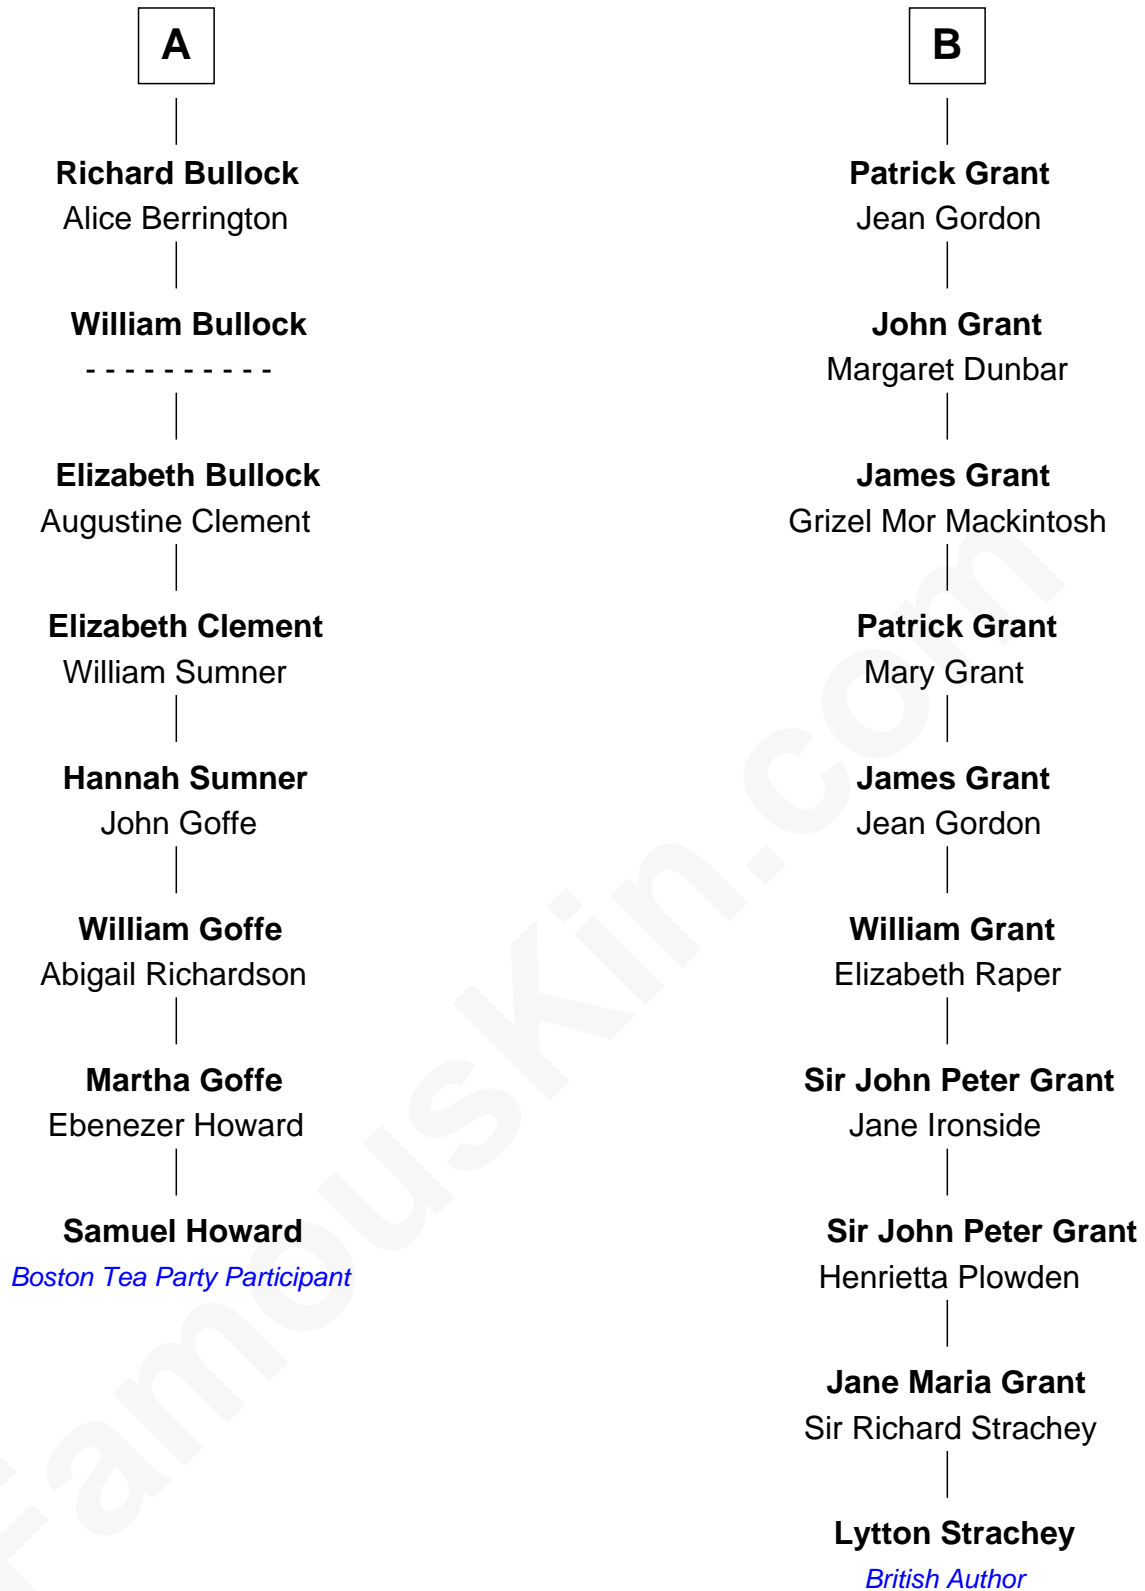 A
Richard Bullock
Alice Berrington
William Bullock
- - - - - - - - - -
Elizabeth Bullock
Augustine Clement
Elizabeth Clement
William Sumner
Hannah Sumner
John Goffe
William Goffe
Abigail Richardson
Martha Goffe
Ebenezer Howard
Samuel Howard
Boston Tea Party Participant
B
Patrick Grant
Jean Gordon
John Grant
Margaret Dunbar
James Grant
Grizel Mor Mackintosh
Patrick Grant
Mary Grant
James Grant
Jean Gordon
William Grant
Elizabeth Raper
Sir John Peter Grant
Jane Ironside
Sir John Peter Grant
Henrietta Plowden
Jane Maria Grant
Sir Richard Strachey
Lytton Strachey
British Author
FamousKin.com